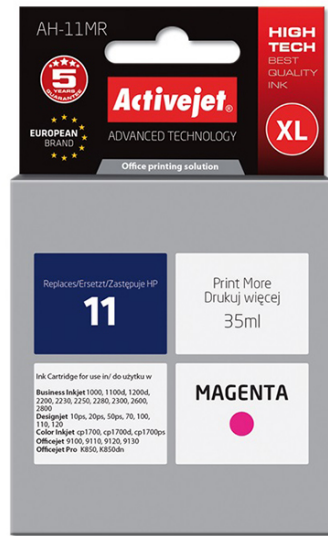 AH-11MR
HIGH
TECH
BEST
QUALITY
INK
5
YEARS
GUARANTEE
Activejet®
EUROPEAN
BRAND
ADVANCED TECHNOLOGY
XL
Office printing solution
Replaces/Ersetzt/Zastępuje HP
11
Print More
Drukuj więcej
35ml
Ink Cartridge for use in/ do użytku w
Business Inkjet 1000, 1100d, 1200d,
2200, 2230, 2250, 2280, 2300, 2600,
2800
Designjet 10ps, 20ps, 50ps, 70, 100,
110, 120
Color Inkjet cp1700, cp1700d, cp1700ps
Officejet 9100, 9110, 9120, 9130
Officejet Pro K850, K850dn
MAGENTA